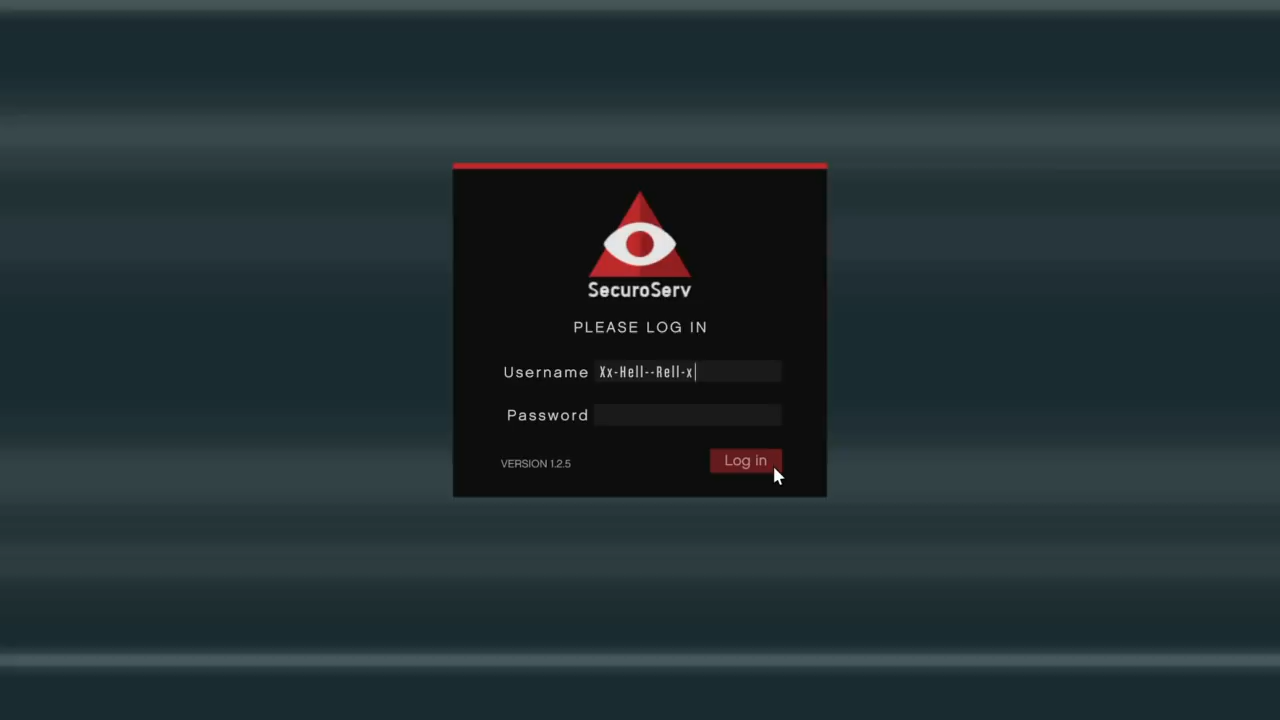 SecuroServ
PLEASE LOG IN
Username Xx-Hell--Rell-x
Password
VERSION 1.2.5 Log in